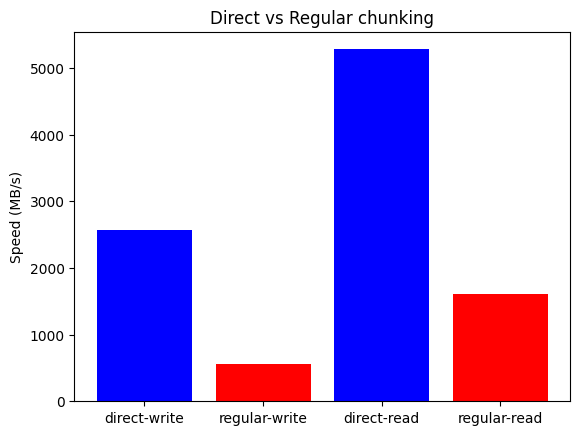 Direct vs Regular chunking
Speed (MB/s)
5000
4000
3000
2000
1000
0
direct-write regular-write direct-read regular-read